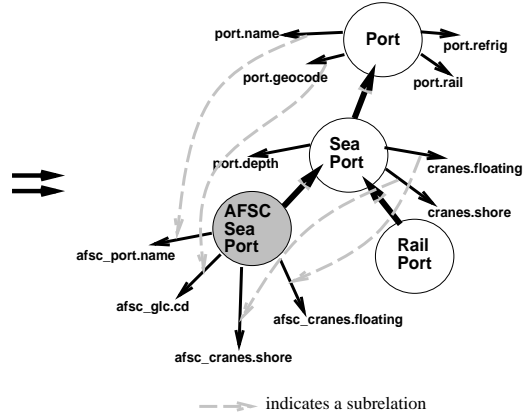 port.name
Port
port.refrig
port.geocode
port.rail
Sea
Port
port.depth
cranes.floating
AFSC
Sea
Port
cranes.shore
Rail
Port
afsc_port.name
afsc_glc.cd
afsc_cranes.floating
afsc_cranes.shore
indicates a subrelation